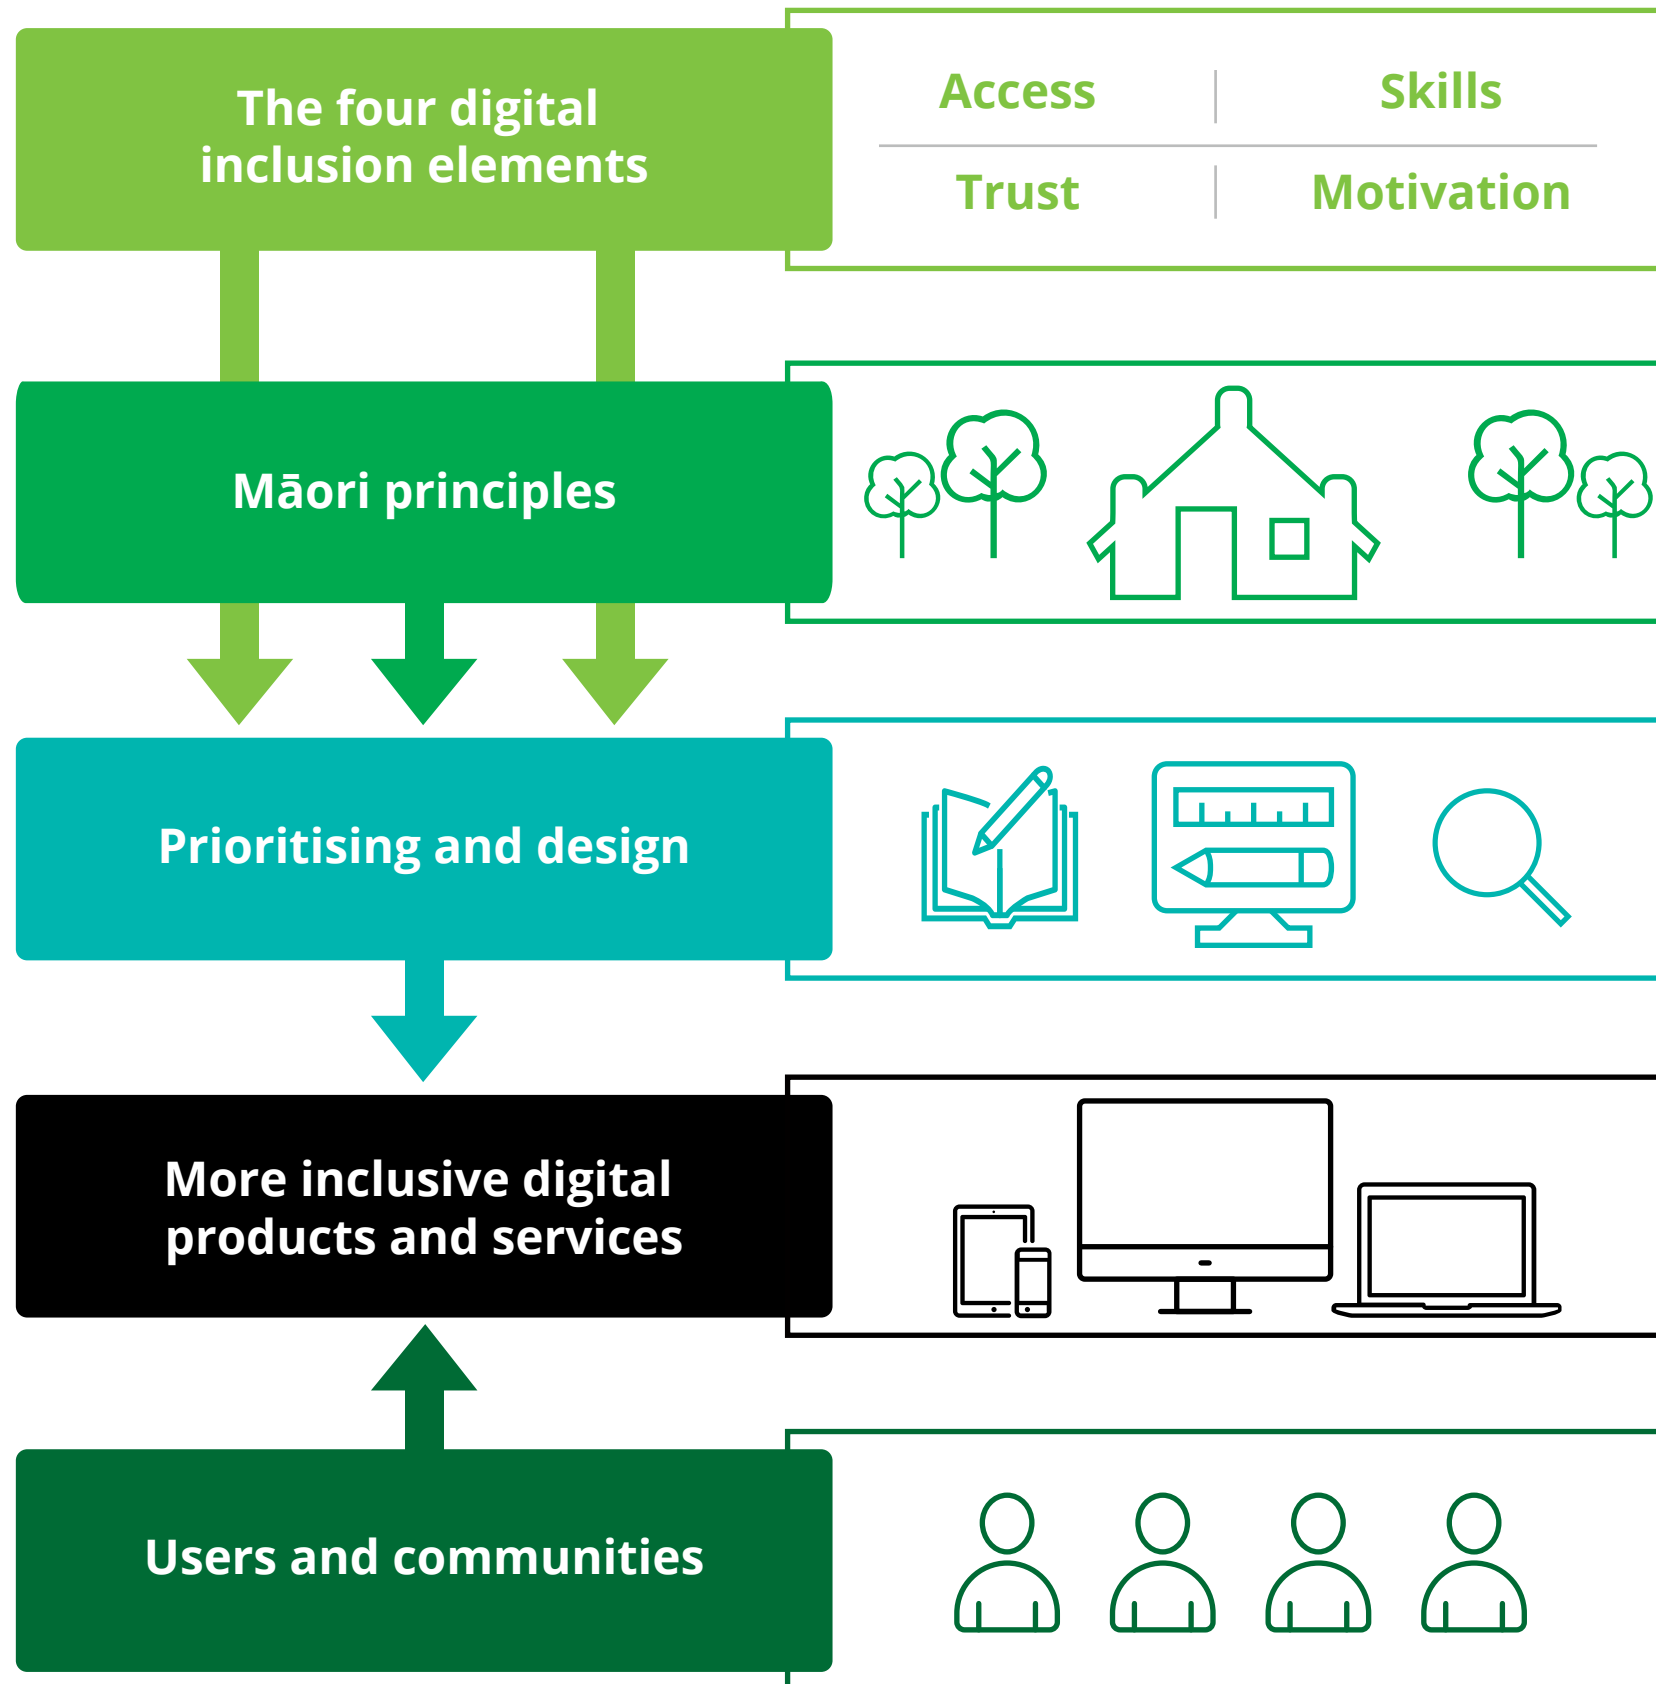 The four digital
inclusion elements
Access
Skills
Trust
Motivation
Māori principles
Prioritising and design
More inclusive digital
products and services
Users and communities